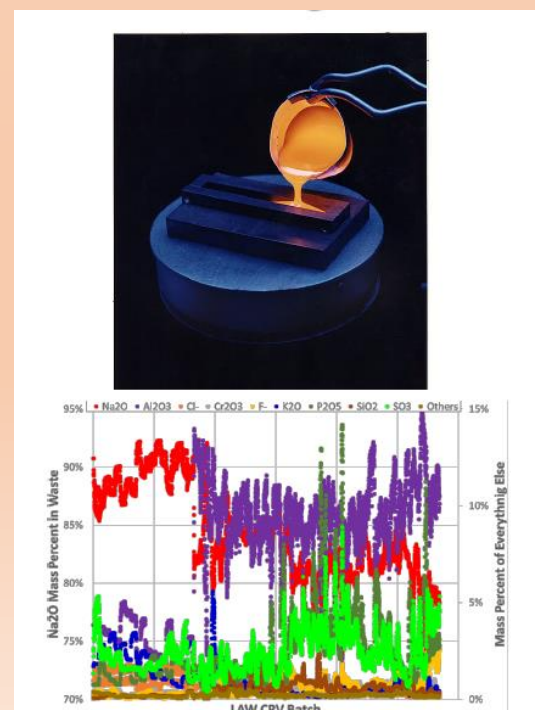 Na2O Al2O3 Cl- Cr2O3 F- K2O P2O5 SiO2 SO3 Others
95%
90%
85%
80%
75%
70%
Na2O Mass Percent in Waste
15%
10%
5%
0%
Mass Percent of Everythnig Else
LAW CRV Batch